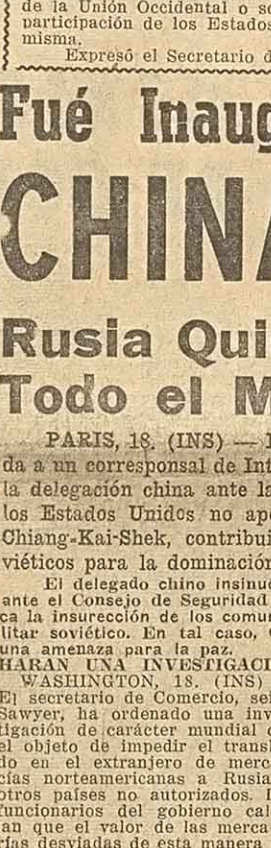 de la Unión Occidental o se
participación de los Estados
misma.
Expresó el Secretario d
Fué Inaug
CHINA
Rusia Qui
Todo el M
PARIS, 18. (INS) —
da a un corresponsal de Int
la delegación china ante la
los Estados Unidos no apo
Chiang-Kai-Shek, contribui
viéticos para la dominación
El delegado chino insinuó
ante el Consejo de Seguridad
ca la insurección de los comun
litar soviético. En tal caso,
una amenaza para la paz.
HARAN UNA INVESTIGACI
WASHINGTON, 18. (INS)
El secretario de Comercio, señ
Sawyer, ha ordenado una inv
tigación de carácter mundial
el objeto de impedir el transl
do en el extranjero de merc
cías norteamericanas a Rusia
otros países no autorizados. I
funcionarios del gobierno cal
an que el valor de las merca
rías desviadas de esta manera